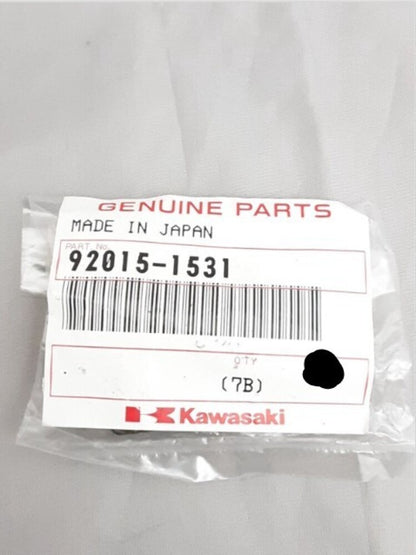 GENUINE PARTS
MADE IN JAPAN
PART No.
92015-1531
QTY
(7B)
Kawasaki